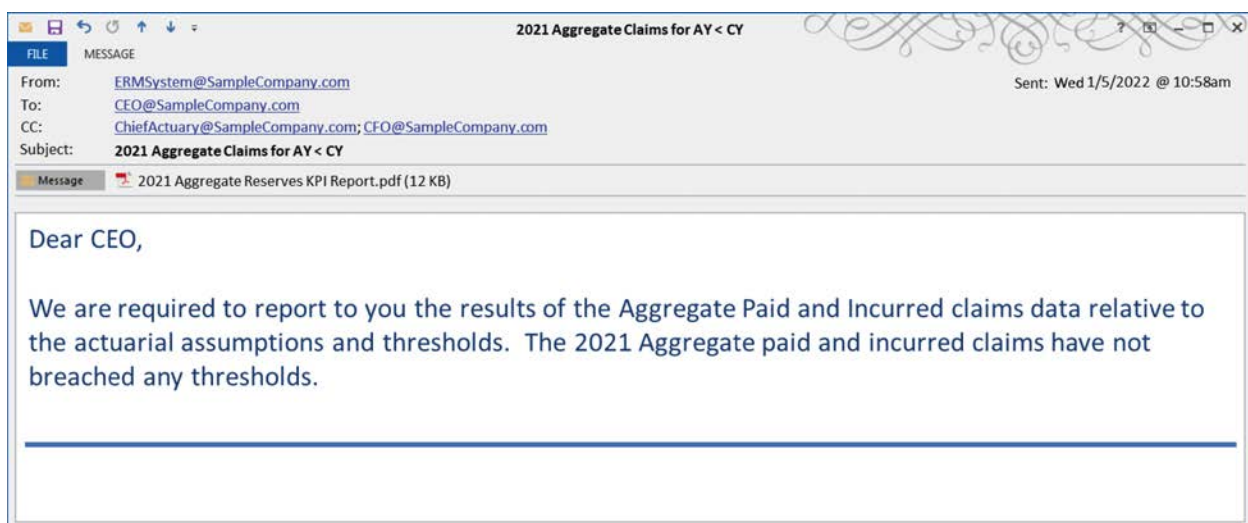 2021 Aggregate Claims for AY < CY
FILE MESSAGE
From: ERMSystem@SampleCompany.com Sent: Wed 1/5/2022 @ 10:58am
To: CEO@SampleCompany.com
CC: ChiefActuary@SampleCompany.com; CFO@SampleCompany.com
Subject: 2021 Aggregate Claims for AY < CY
Message 2021 Aggregate Reserves KPI Report.pdf (12 KB)
Dear CEO,
We are required to report to you the results of the Aggregate Paid and Incurred claims data relative to
the actuarial assumptions and thresholds. The 2021 Aggregate paid and incurred claims have not
breached any thresholds.